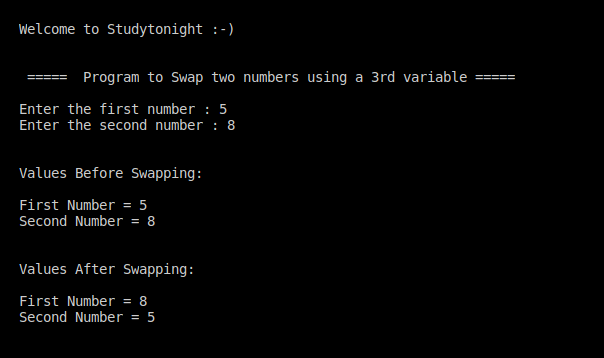 Welcome to Studytonight :-)
===== Program to Swap two numbers using a 3rd variable =====
Enter the first number : 5
Enter the second number : 8
Values Before Swapping:
First Number = 5
Second Number = 8
Values After Swapping:
First Number = 8
Second Number = 5